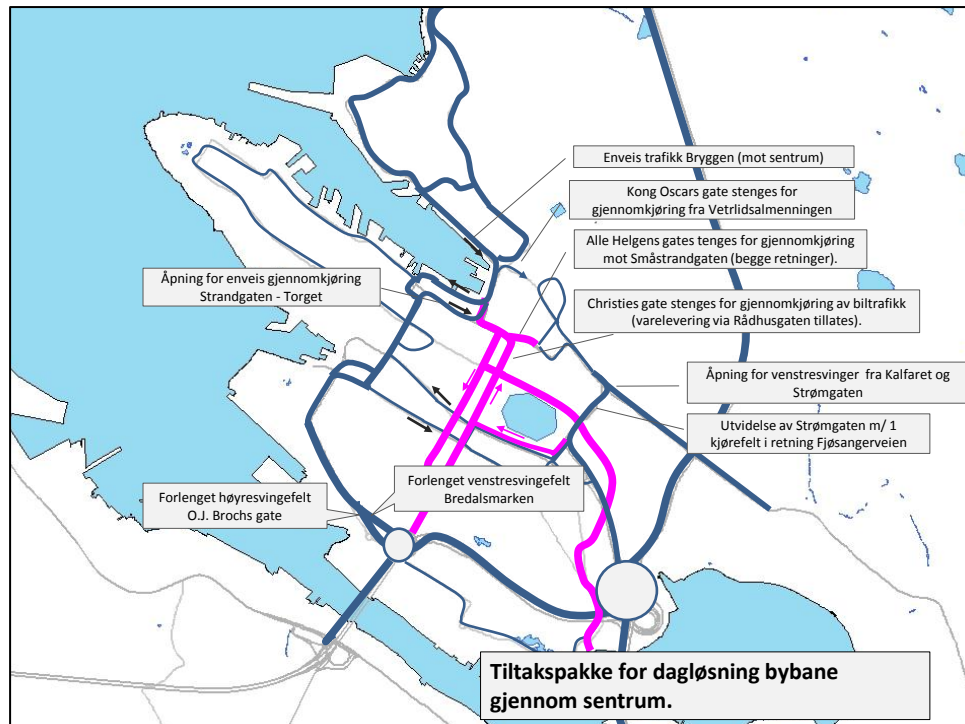 Enveis trafikk Bryggen (mot sentrum)
Kong Oscars gate stenges for
gjennomkjøring fra Vetrlidsalmenningen
Alle Helgens gates tenges for gjennomkjøring
mot Småstrandgaten (begge retninger).
Åpning for enveis gjennomkjøring
Strandgaten - Torget
Christies gate stenges for gjennomkjøring av biltrafikk
(varelevering via Rådhusgaten tillates).
Åpning for venstresvinger  fra Kalfaret og
Strømgaten
Utvidelse av Strømgaten m/ 1
kjørefelt i retning Fjøsangerveien
Forlenget venstresvingefelt
Bredalsmarken
Forlenget høyresvingefelt
O.J. Brochs gate
Tiltakspakke for dagløsning bybane
gjennom sentrum.